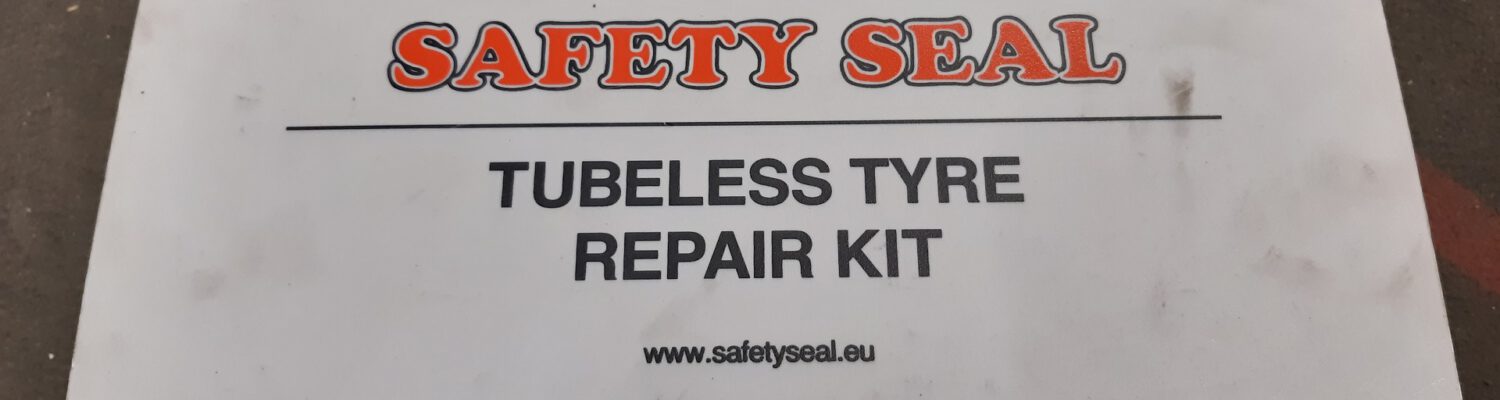 SAFETY SEAL
TUBELESS TYRE
REPAIR KIT
www.safetyseal.eu